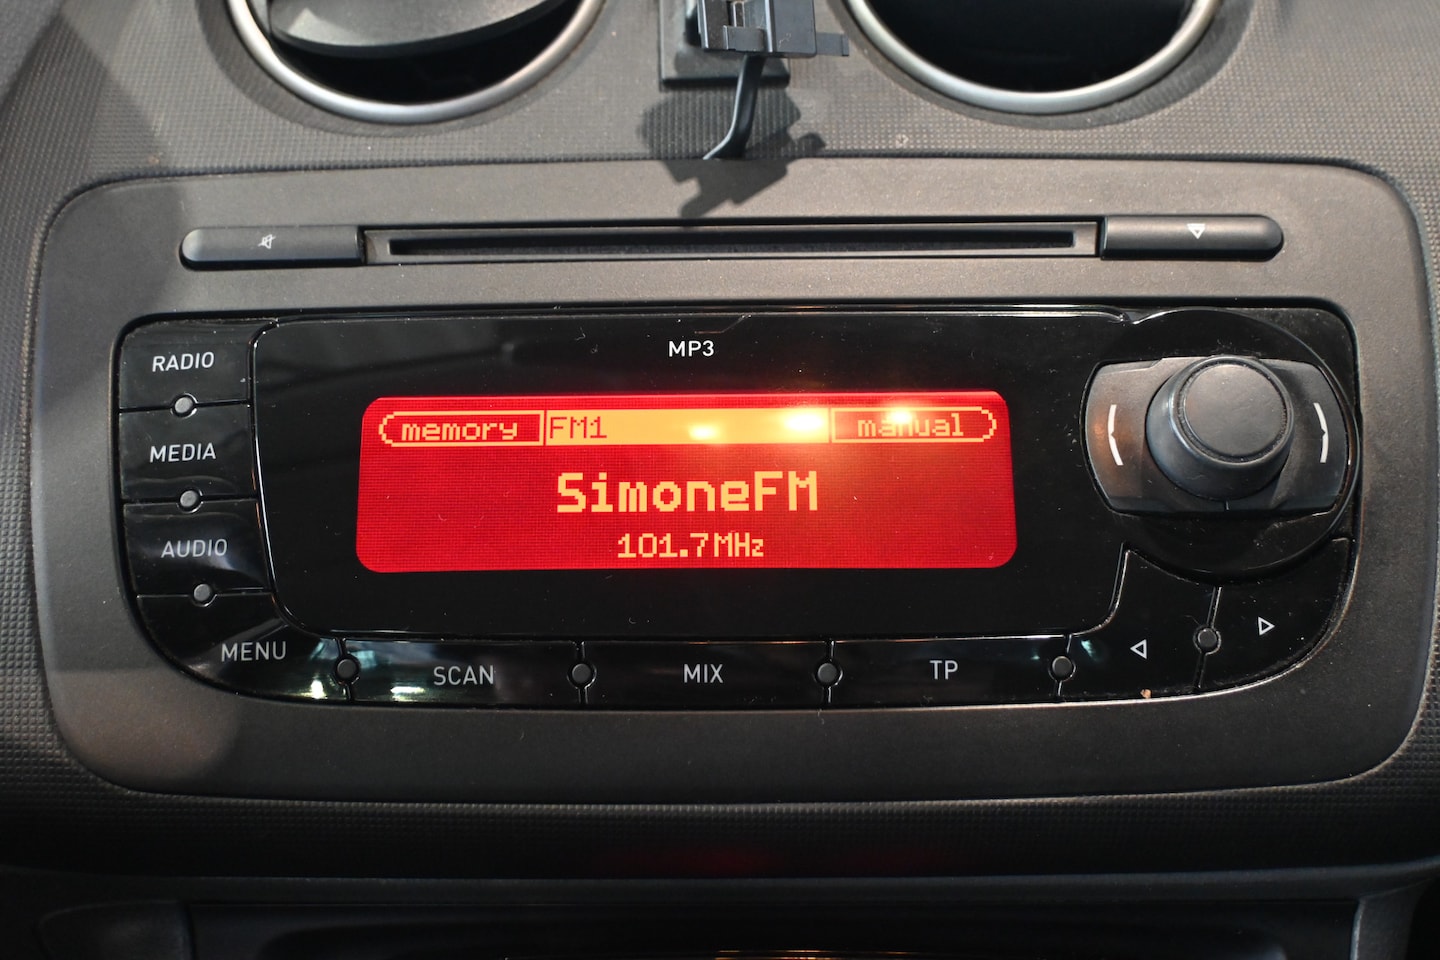 MP3
RADIO
MEDIA
AUDIO
MENU
memory FM1 manual
SimoneFM
101.7MHz
SCAN MIX TP